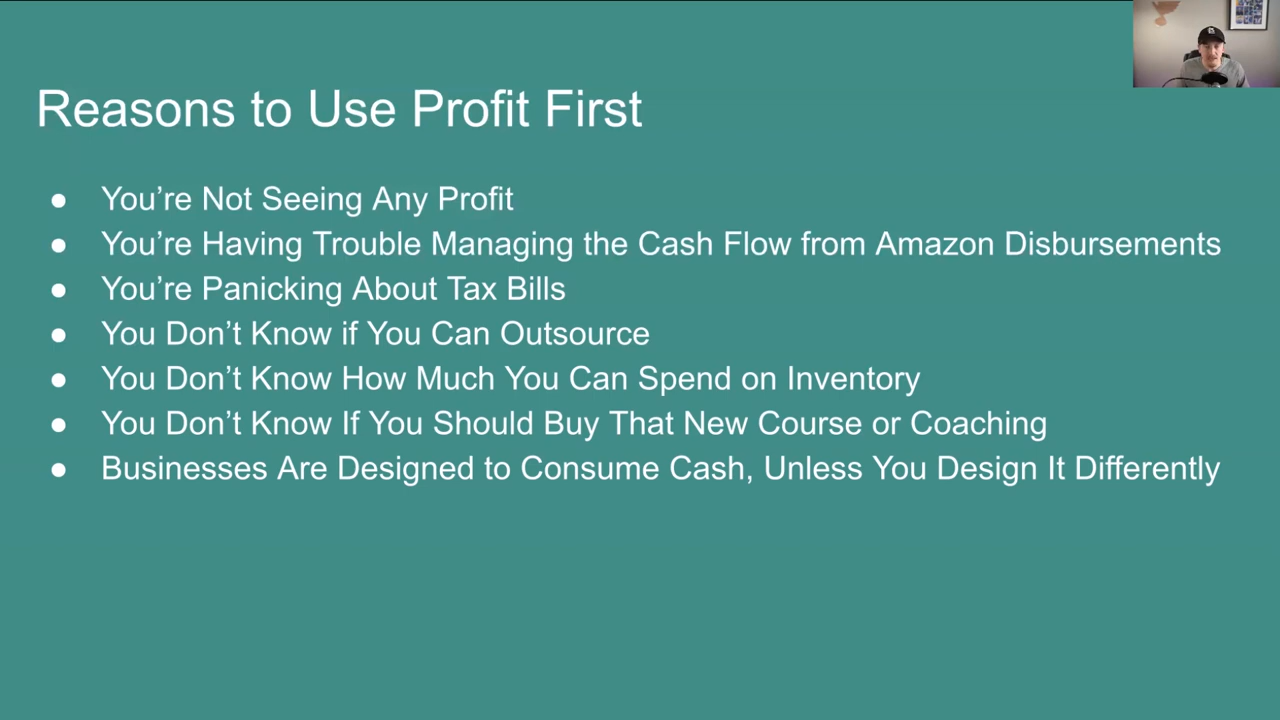 Reasons to Use Profit First
● You’re Not Seeing Any Profit
● You’re Having Trouble Managing the Cash Flow from Amazon Disbursements
● You’re Panicking About Tax Bills
● You Don’t Know if You Can Outsource
● You Don’t Know How Much You Can Spend on Inventory
● You Don’t Know If You Should Buy That New Course or Coaching
● Businesses Are Designed to Consume Cash, Unless You Design It Differently